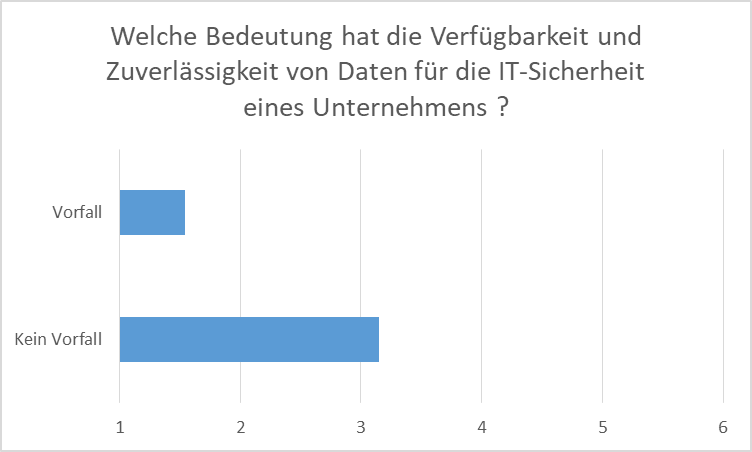 Welche Bedeutung hat die Verfügbarkeit und
Zuverlässigkeit von Daten für die IT-Sicherheit
eines Unternehmens ?
Vorfall
Kein Vorfall
1 2 3 4 5 6